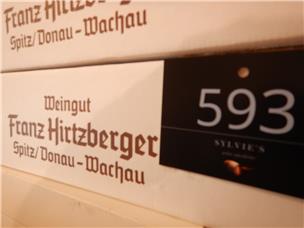 Franz Hirtzberger
Spitz/Donau-Wachau
Weingut
Franz Hirtzberger
Spitz/Donau-Wachau
593
SYLVIE'S